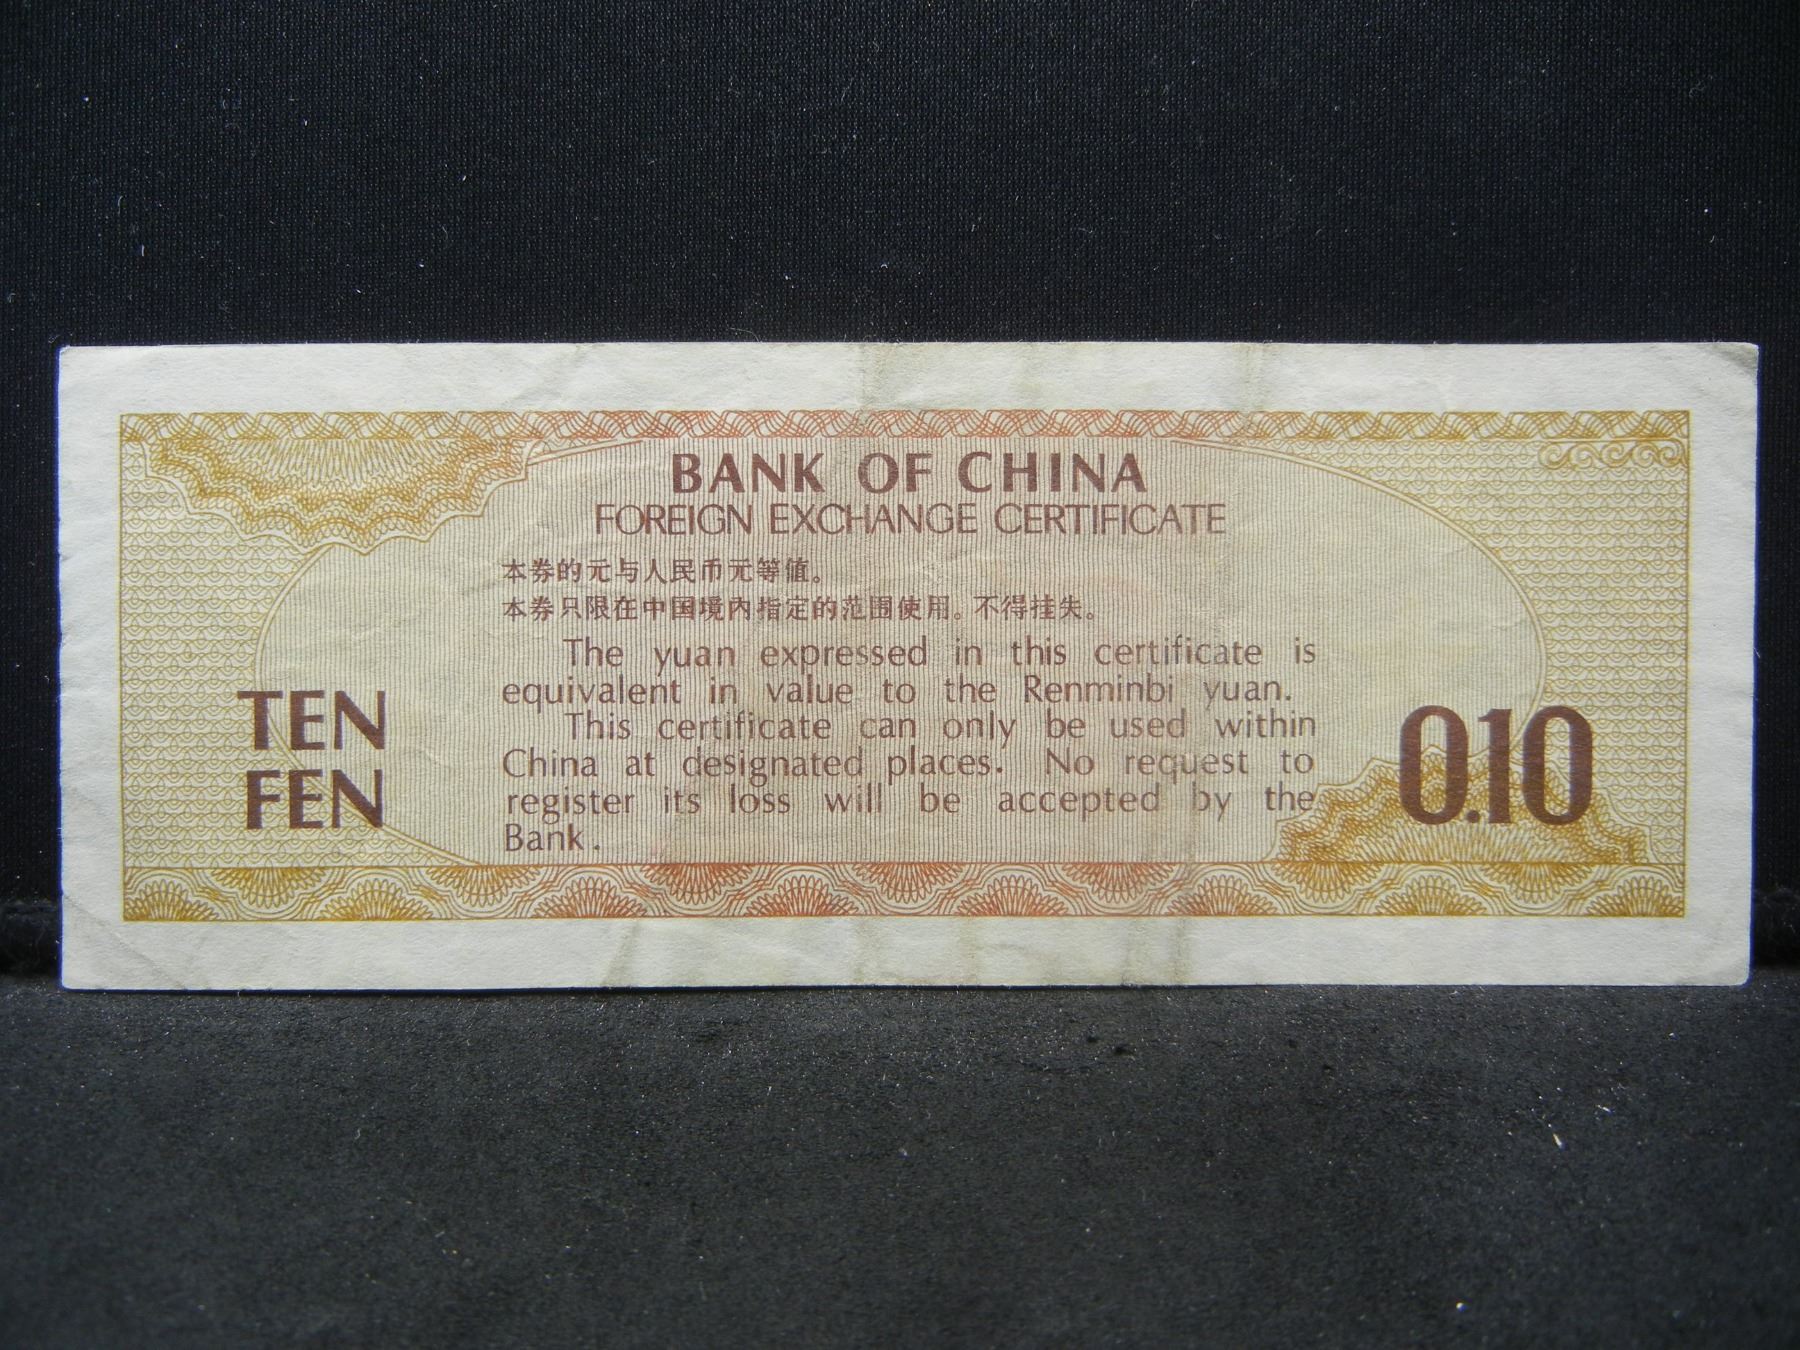 BANK OF CHINA
FOREIGN EXCHANGE CERTIFICATE
本券的元与人民币元等值。
本券只限在中国境内指定的范围使用。不得挂失。
The yuan expressed in this certificate is
equivalent in value to the Renminbi yuan.
This certificate can only be used within
China at designated places. No request to
register its loss will be accepted by the
Bank.
TEN
FEN
0.10